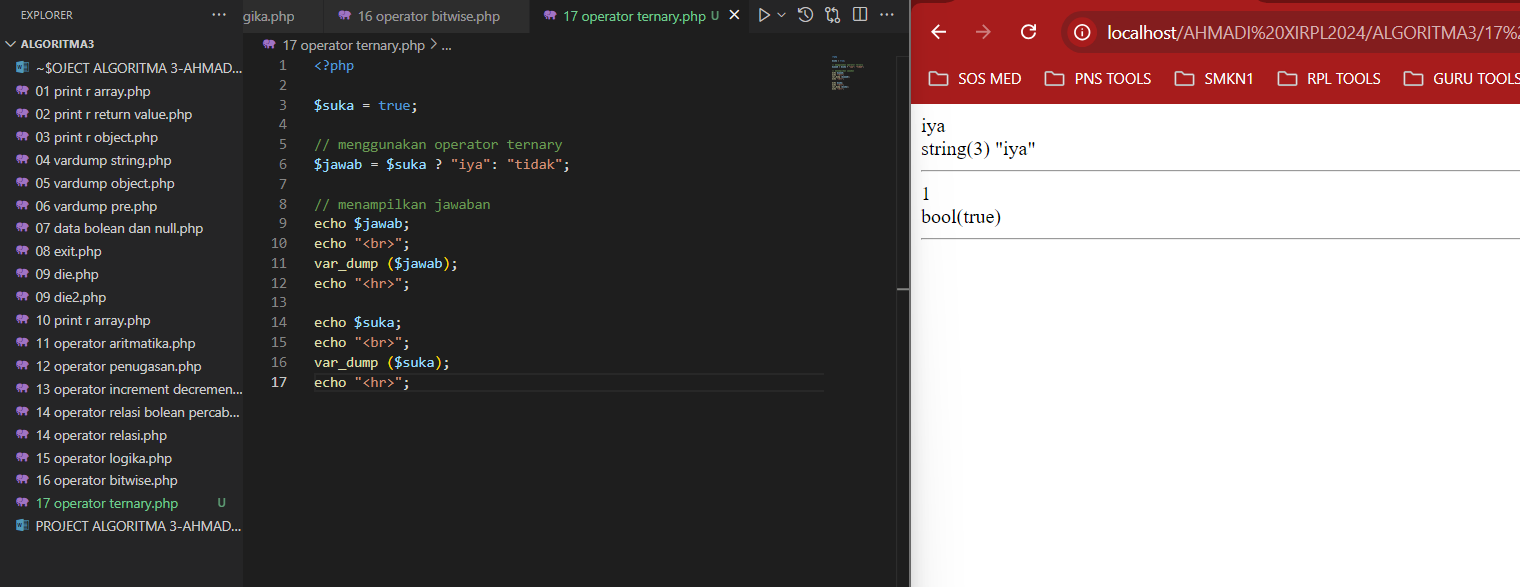 EXPLORER
ALGORITMA3
~$OJECT ALGORITMA 3-AHMAD...
01 print r array.php
02 print r return value.php
03 print r object.php
04 vardump string.php
05 vardump object.php
06 vardump pre.php
07 data bolean dan null.php
08 exit.php
09 die.php
09 die2.php
10 print r array.php
11 operator aritmatika.php
12 operator penugasan.php
13 operator increment decremen...
14 operator relasi bolean percab...
14 operator relasi.php
15 operator logika.php
16 operator bitwise.php
17 operator ternary.php U
PROJECT ALGORITMA 3-AHMAD...
gika.php
16 operator bitwise.php
17 operator ternary.php U
17 operator ternary.php > ...
1 <?php
2
3 $suka = true;
4
5 // menggunakan operator ternary
6 $jawab = $suka ? "iya": "tidak";
7
8 // menampilkan jawaban
9 echo $jawab;
10 echo "<br>";
11 var_dump ($jawab);
12 echo "<hr>";
13
14 echo $suka;
15 echo "<br>";
16 var_dump ($suka);
17 echo "<hr>";
localhost/AHMADI%20XIRPL2024/ALGORITMA3/17%2
SOS MED PNS TOOLS SMKN1 RPL TOOLS GURU TOOLS
iya
string(3) "iya"
1
bool(true)